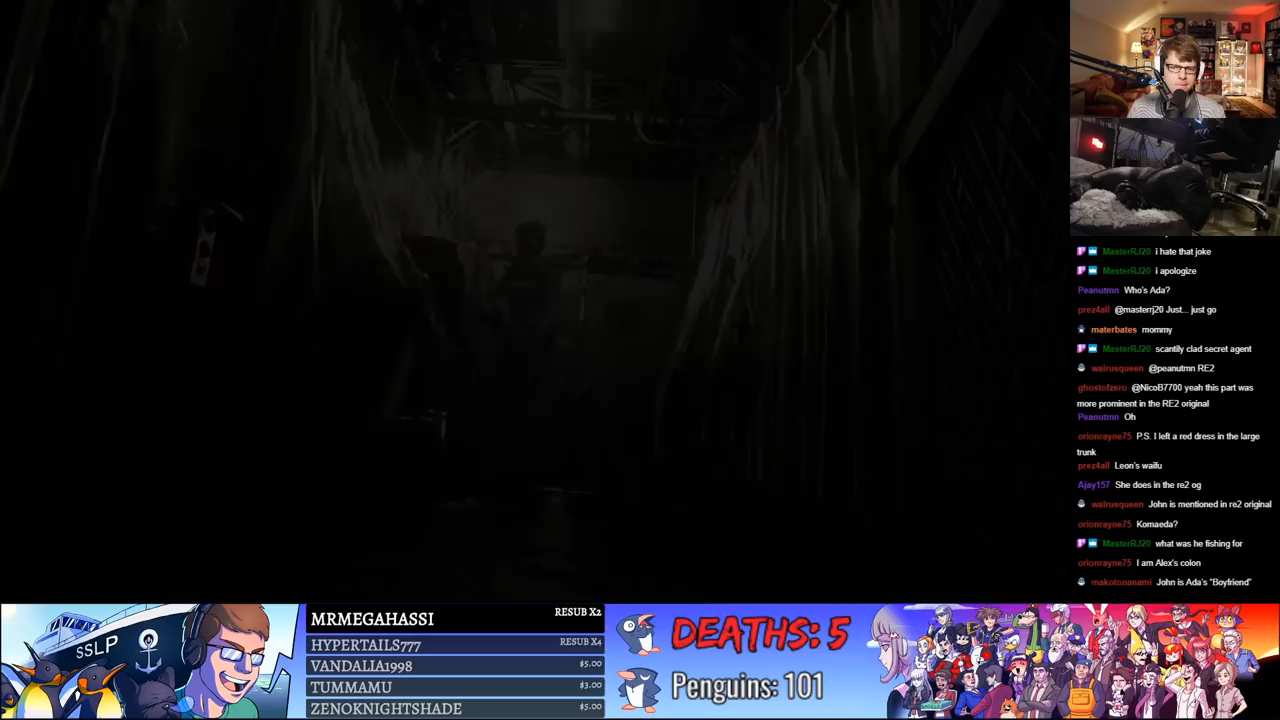 MasterRJ20 i hate that joke
MasterRJ20 i apologize
Peanutmn Who's Ada?
prez4all @masterrj20 Just... just go
materbates mommy
MasterRJ20 scantily clad secret agent
walrusqueen @peanutmn RE2
ghostofzero @NicoB7700 yeah this part was
more prominent in the RE2 original
Peanutmn Oh
orionrayne75 P.S. I left a red dress in the large
trunk
prez4all Leon's waifu
Ajay157 She does in the re2 og
walrusqueen John is mentioned in re2 original
orionrayne75 Komaeda?
MasterRJ20 what was he fishing for
orionrayne75 I am Alex's colon
makotonanami John is Ada's "Boyfriend"
SSLP
MRMEGAHASSI RESUB X2
HYPERTAILS777 RESUB X4
VANDALIA1998 $5.00
TUMMAMU $3.00
ZENOKNIGHTSHADE $5.00
DEATHS: 5
Penguins: 101